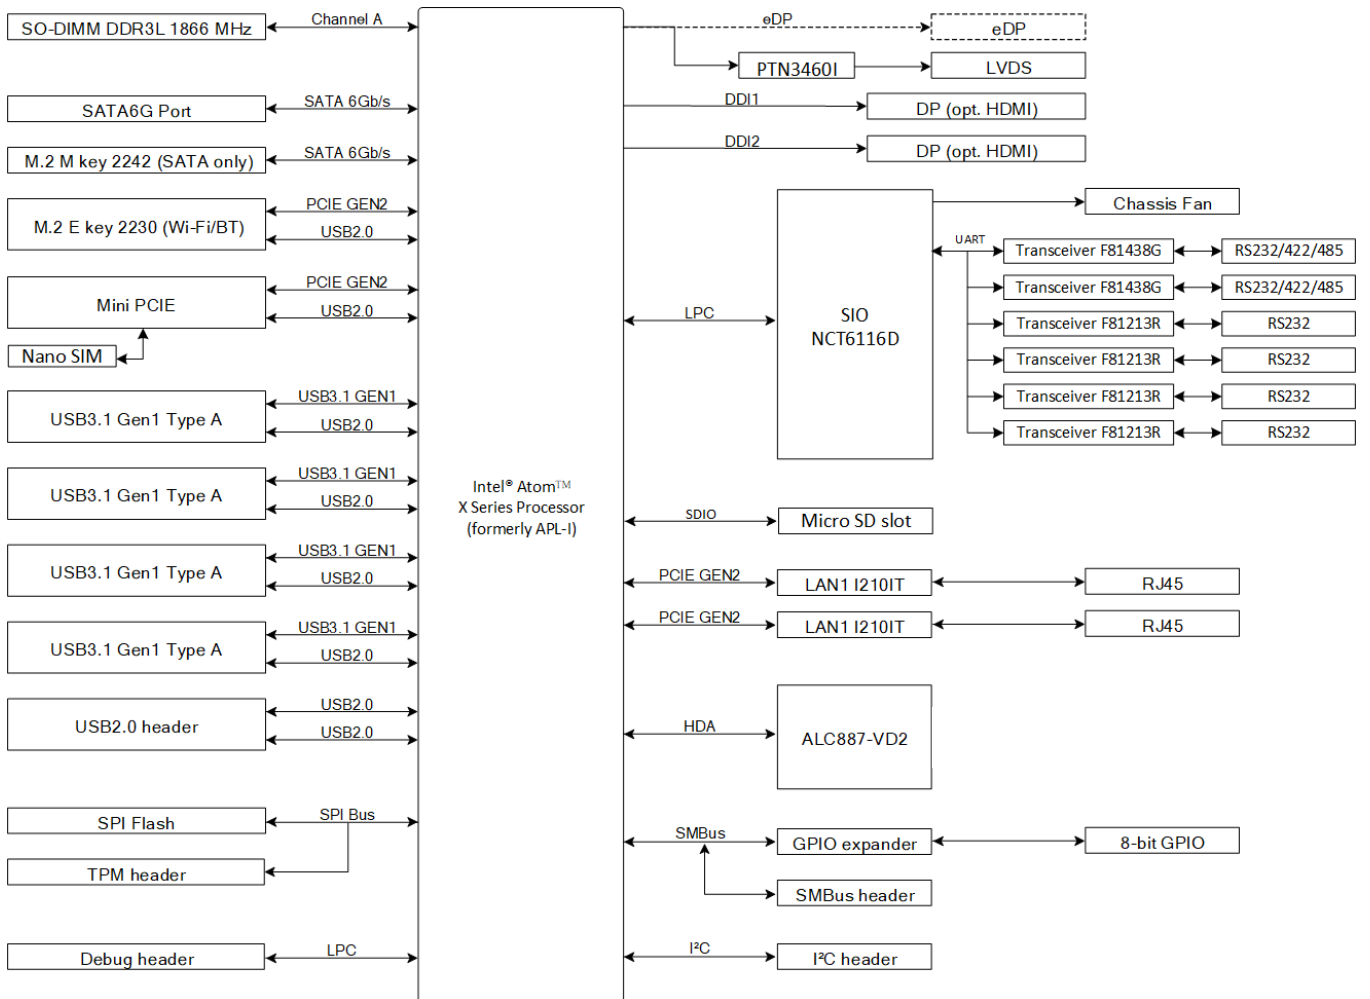 SO-DIMM DDR3L 1866 MHz
Channel A
SATA6G Port
SATA 6Gb/s
M.2 M key 2242 (SATA only)
SATA 6Gb/s
M.2 E key 2230 (Wi-Fi/BT)
PCIE GEN2
USB2.0
Mini PCIE
PCIE GEN2
USB2.0
Nano SIM
USB3.1 Gen1 Type A
USB3.1 GEN1
USB2.0
USB3.1 Gen1 Type A
USB3.1 GEN1
USB2.0
USB3.1 Gen1 Type A
USB3.1 GEN1
USB2.0
USB3.1 Gen1 Type A
USB3.1 GEN1
USB2.0
USB2.0 header
USB2.0
USB2.0
SPI Flash
SPI Bus
TPM header
Debug header
LPC
Intel® Atom™
X Series Processor
(formerly APL-I)
eDP
eDP
PTN3460I
LVDS
DDI1
DP (opt. HDMI)
DDI2
DP (opt. HDMI)
LPC
SIO
NCT6116D
Chassis Fan
UART
Transceiver F81438G
RS232/422/485
Transceiver F81438G
RS232/422/485
Transceiver F81213R
RS232
Transceiver F81213R
RS232
Transceiver F81213R
RS232
Transceiver F81213R
RS232
SDIO
Micro SD slot
PCIE GEN2
LAN1 I210IT
RJ45
PCIE GEN2
LAN1 I210IT
RJ45
HDA
ALC887-VD2
SMBus
GPIO expander
8-bit GPIO
SMBus header
I²C
I²C header